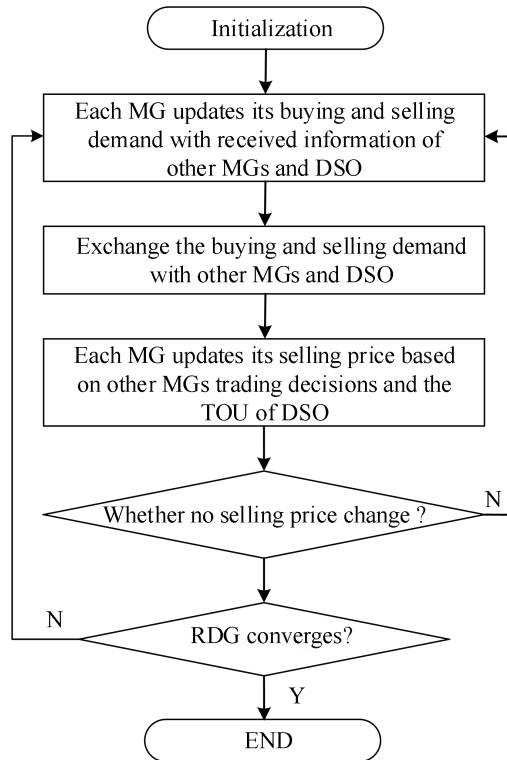 Initialization
Each MG updates its buying and selling
demand with received information of
other MGs and DSO
Exchange the buying and selling demand
with other MGs and DSO
Each MG updates its selling price based
on other MGs trading decisions and the
TOU of DSO
Whether no selling price change ?
N
N
RDG converges?
Y
END